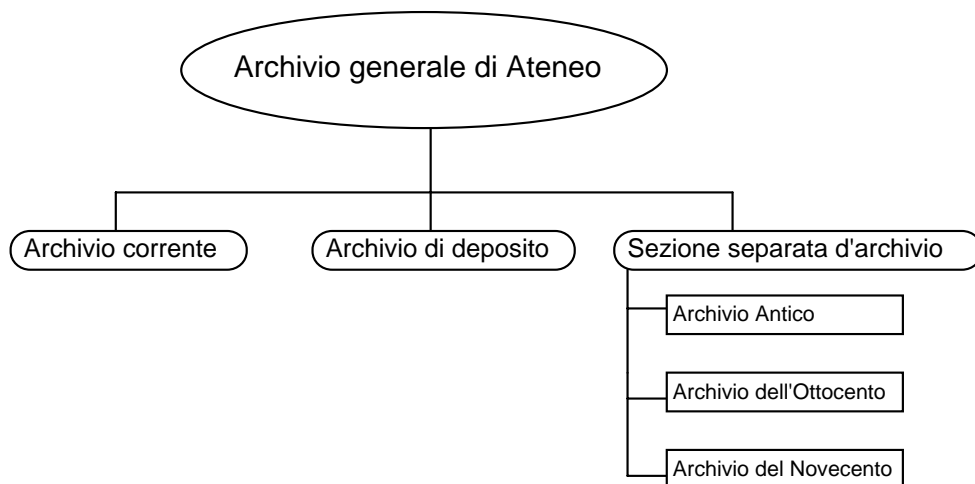 Archivio generale di Ateneo
Archivio corrente
Archivio di deposito
Sezione separata d'archivio
Archivio Antico
Archivio dell'Ottocento
Archivio del Novecento